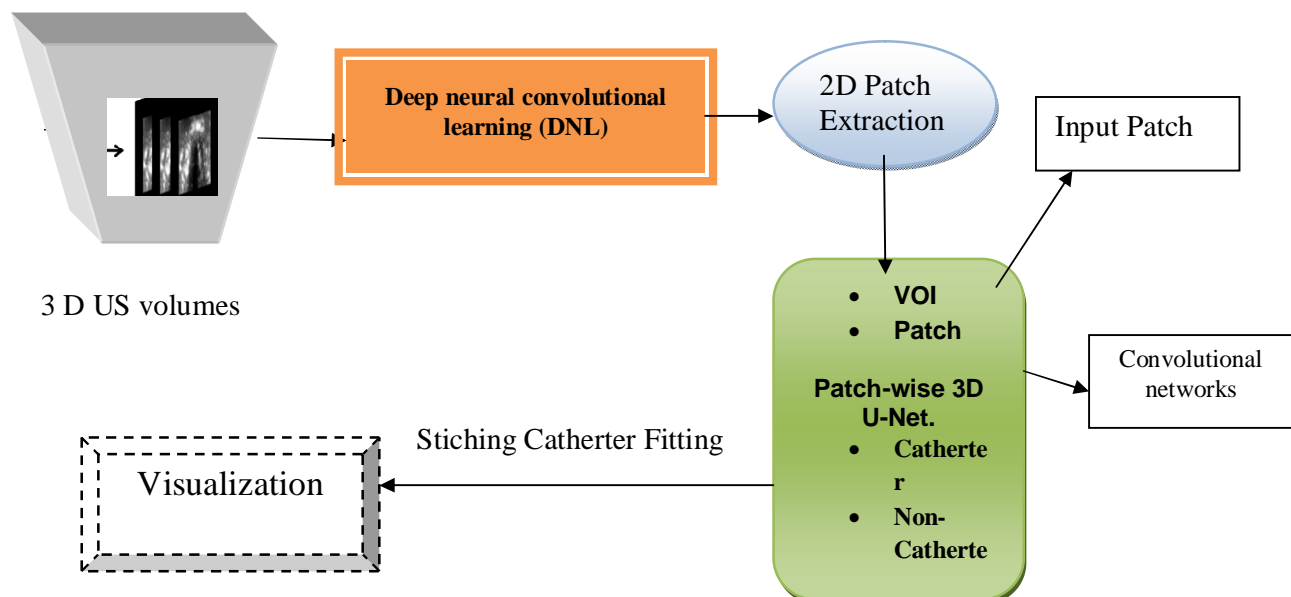 Deep neural convolutional
learning (DNL)
2D Patch
Extraction
Input Patch
3 D US volumes
• VOI
• Patch
Patch-wise 3D
U-Net.
• Catherte
r
• Non-
Catherte
Convolutional
networks
Stiching Catherter Fitting
Visualization